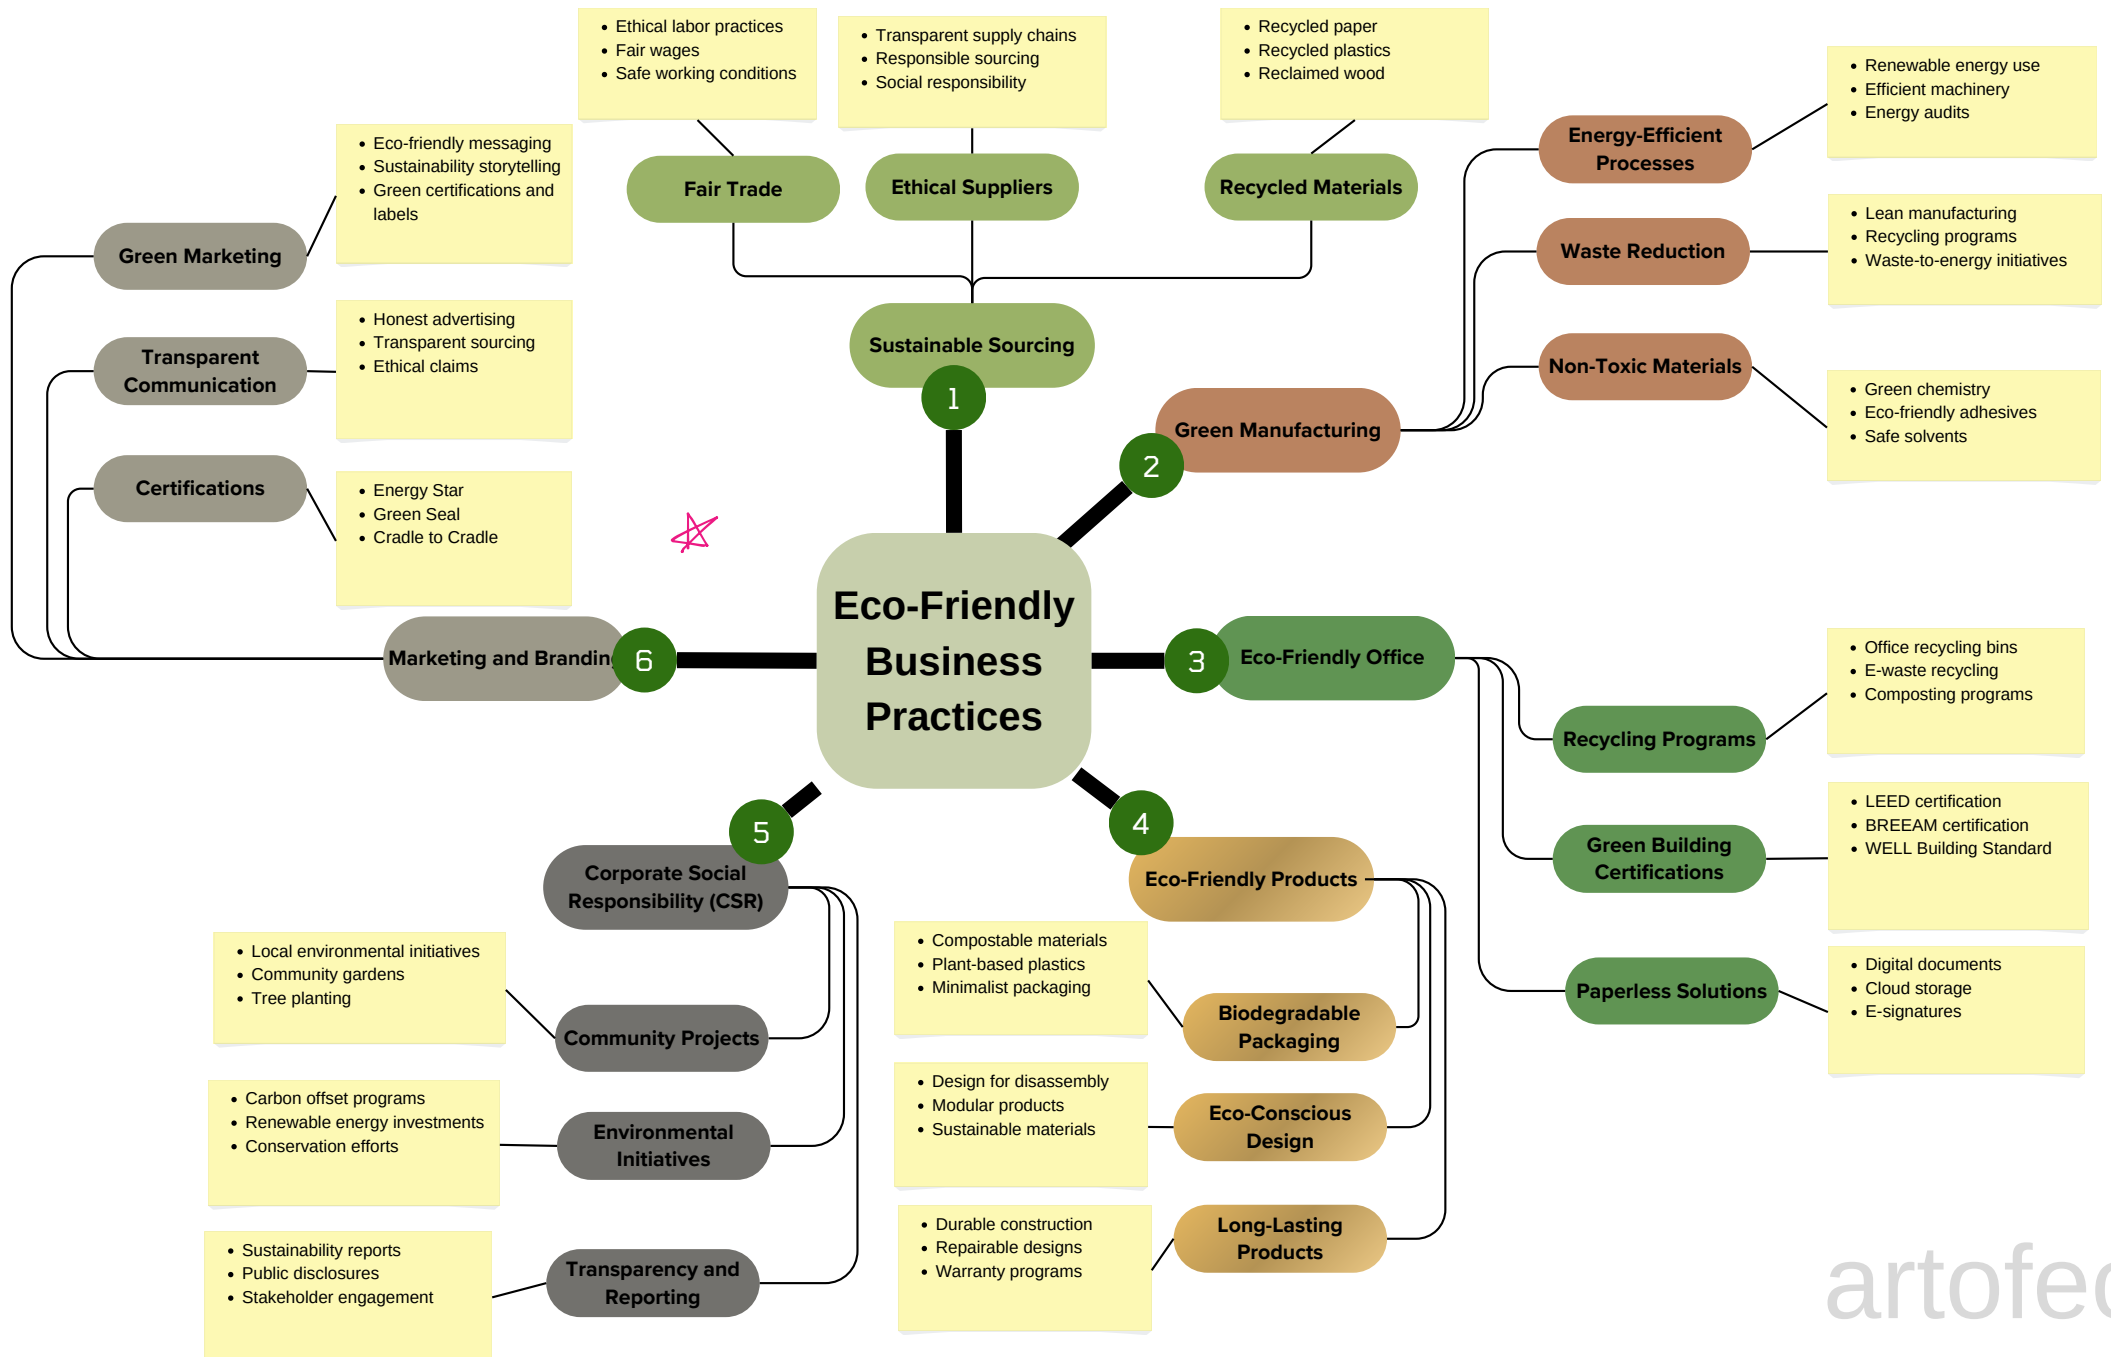 Eco-Friendly
Business
Practices
1
Sustainable Sourcing
Fair Trade
• Ethical labor practices
• Fair wages
• Safe working conditions
Ethical Suppliers
• Transparent supply chains
• Responsible sourcing
• Social responsibility
Recycled Materials
• Recycled paper
• Recycled plastics
• Reclaimed wood
2
Green Manufacturing
Energy-Efficient
Processes
• Renewable energy use
• Efficient machinery
• Energy audits
Waste Reduction
• Lean manufacturing
• Recycling programs
• Waste-to-energy initiatives
Non-Toxic Materials
• Green chemistry
• Eco-friendly adhesives
• Safe solvents
3
Eco-Friendly Office
Recycling Programs
• Office recycling bins
• E-waste recycling
• Composting programs
Green Building
Certifications
• LEED certification
• BREEAM certification
• WELL Building Standard
Paperless Solutions
• Digital documents
• Cloud storage
• E-signatures
4
Eco-Friendly Products
Biodegradable
Packaging
• Compostable materials
• Plant-based plastics
• Minimalist packaging
Eco-Conscious
Design
• Design for disassembly
• Modular products
• Sustainable materials
Long-Lasting
Products
• Durable construction
• Repairable designs
• Warranty programs
5
Corporate Social
Responsibility (CSR)
Community Projects
• Local environmental initiatives
• Community gardens
• Tree planting
Environmental
Initiatives
• Carbon offset programs
• Renewable energy investments
• Conservation efforts
Transparency and
Reporting
• Sustainability reports
• Public disclosures
• Stakeholder engagement
6
Marketing and Brandin
Green Marketing
• Eco-friendly messaging
• Sustainability storytelling
• Green certifications and
labels
Transparent
Communication
• Honest advertising
• Transparent sourcing
• Ethical claims
Certifications
• Energy Star
• Green Seal
• Cradle to Cradle